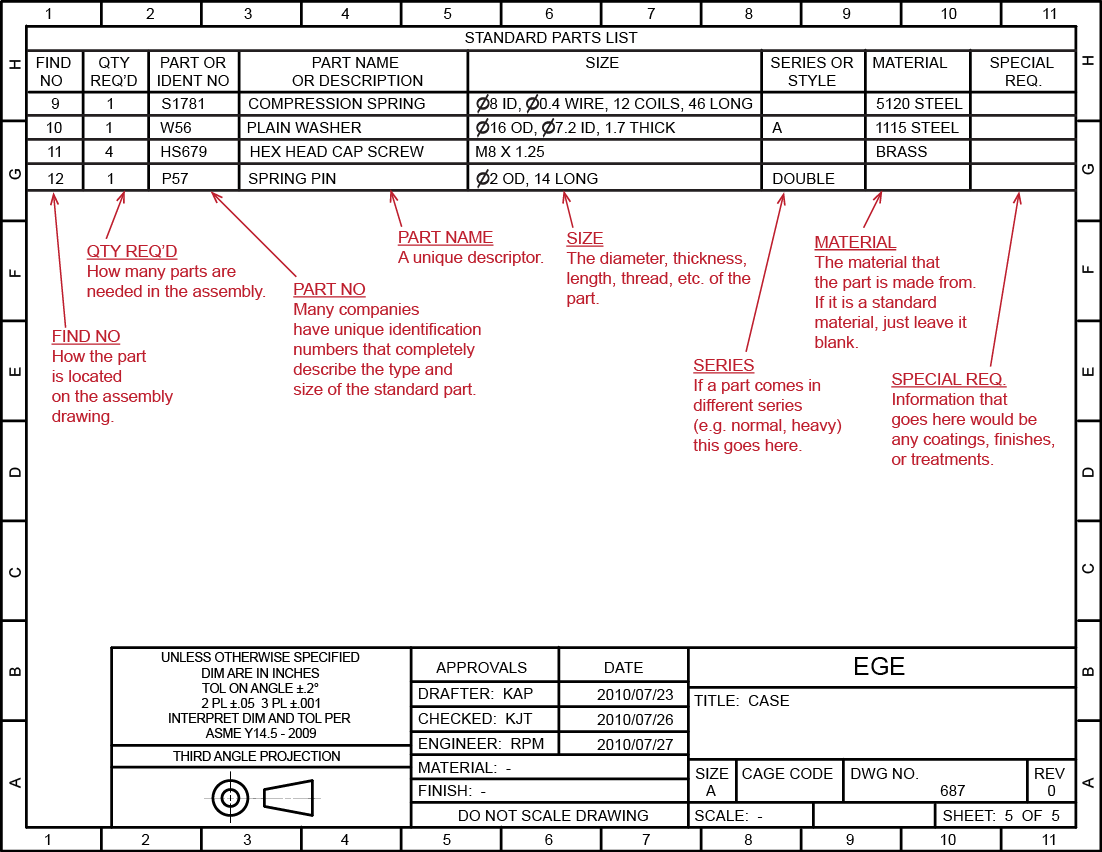 1 2 3 4 5 6 7 8 9 10 11
STANDARD PARTS LIST
FIND NO QTY REQ'D PART OR IDENT NO PART NAME OR DESCRIPTION SIZE SERIES OR STYLE MATERIAL SPECIAL REQ.
9 1 S1781 COMPRESSION SPRING Ø8 ID, Ø0.4 WIRE, 12 COILS, 46 LONG 5120 STEEL
10 1 W56 PLAIN WASHER Ø16 OD, Ø7.2 ID, 1.7 THICK A 1115 STEEL
11 4 HS679 HEX HEAD CAP SCREW M8 X 1.25 BRASS
12 1 P57 SPRING PIN Ø2 OD, 14 LONG DOUBLE
FIND NO
How the part
is located
on the assembly
drawing.
QTY REQ'D
How many parts are
needed in the assembly.
PART NO
Many companies
have unique identification
numbers that completely
describe the type and
size of the standard part.
PART NAME
A unique descriptor.
SIZE
The diameter, thickness,
length, thread, etc. of the
part.
SERIES
If a part comes in
different series
(e.g. normal, heavy)
this goes here.
MATERIAL
The material that
the part is made from.
If it is a standard
material, just leave it
blank.
SPECIAL REQ.
Information that
goes here would be
any coatings, finishes,
or treatments.
H
G
F
E
D
C
B
A
H
G
F
E
D
C
B
A
UNLESS OTHERWISE SPECIFIED
DIM ARE IN INCHES
TOL ON ANGLE ±.2°
2 PL ±.05 3 PL ±.001
INTERPRET DIM AND TOL PER
ASME Y14.5 - 2009
THIRD ANGLE PROJECTION
APPROVALS DATE
DRAFTER: KAP 2010/07/23
CHECKED: KJT 2010/07/26
ENGINEER: RPM 2010/07/27
MATERIAL: -
FINISH: -
DO NOT SCALE DRAWING
EGE
TITLE: CASE
SIZE A CAGE CODE DWG NO. 687 REV 0
SCALE: - SHEET: 5 OF 5
1 2 3 4 5 6 7 8 9 10 11